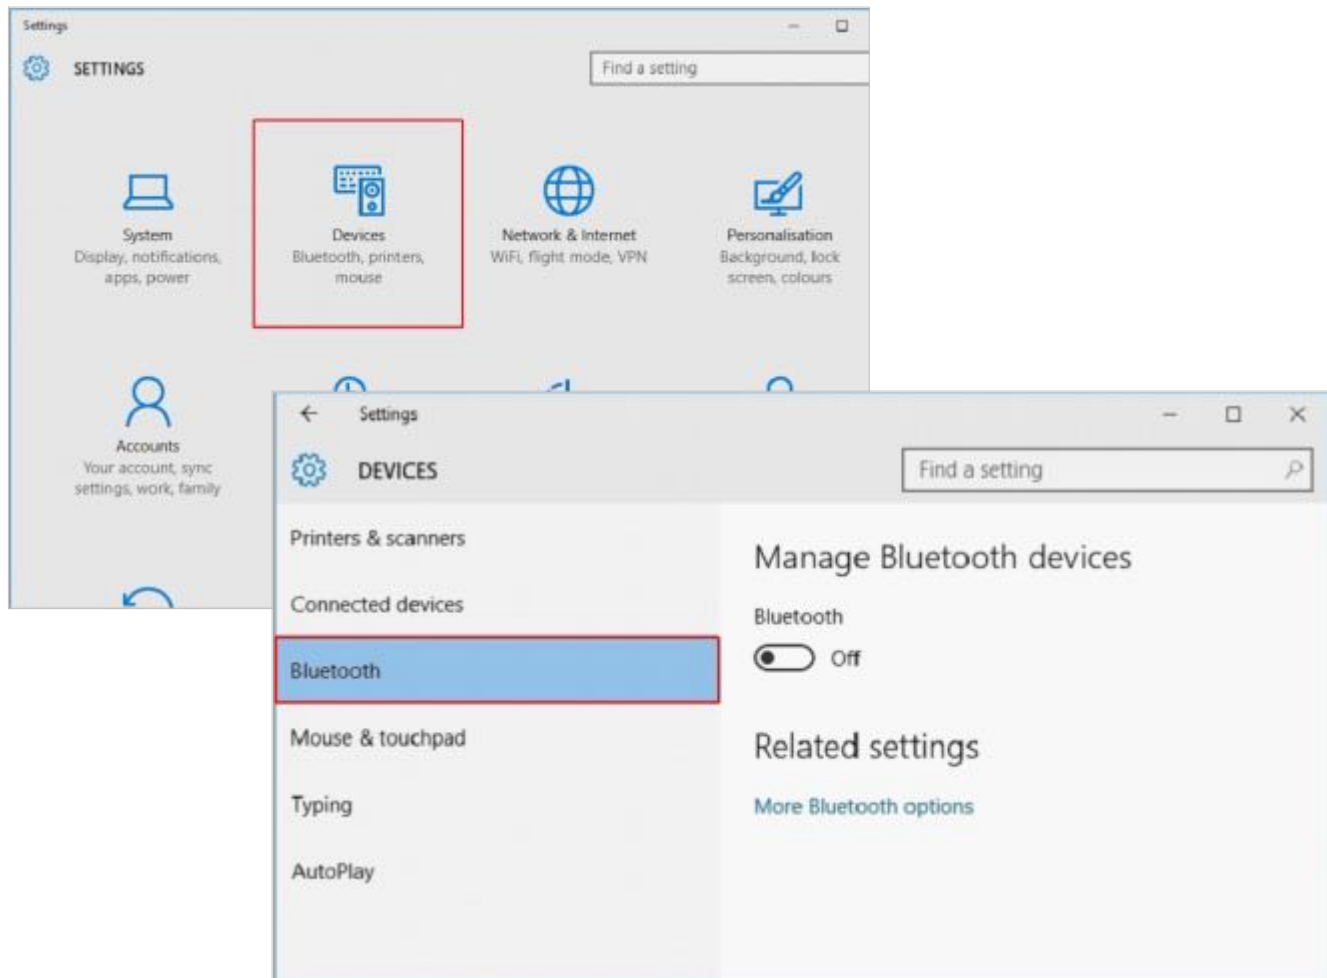 Settings
SETTINGS
Find a setting
System
Display, notifications,
apps, power
Devices
Bluetooth, printers,
mouse
Network & Internet
WiFi, flight mode, VPN
Personalisation
Background, lock
screen, colours
Accounts
Your account, sync
settings, work, family
Settings
DEVICES
Find a setting
Printers & scanners
Connected devices
Bluetooth
Mouse & touchpad
Typing
AutoPlay
Manage Bluetooth devices
Bluetooth
Off
Related settings
More Bluetooth options